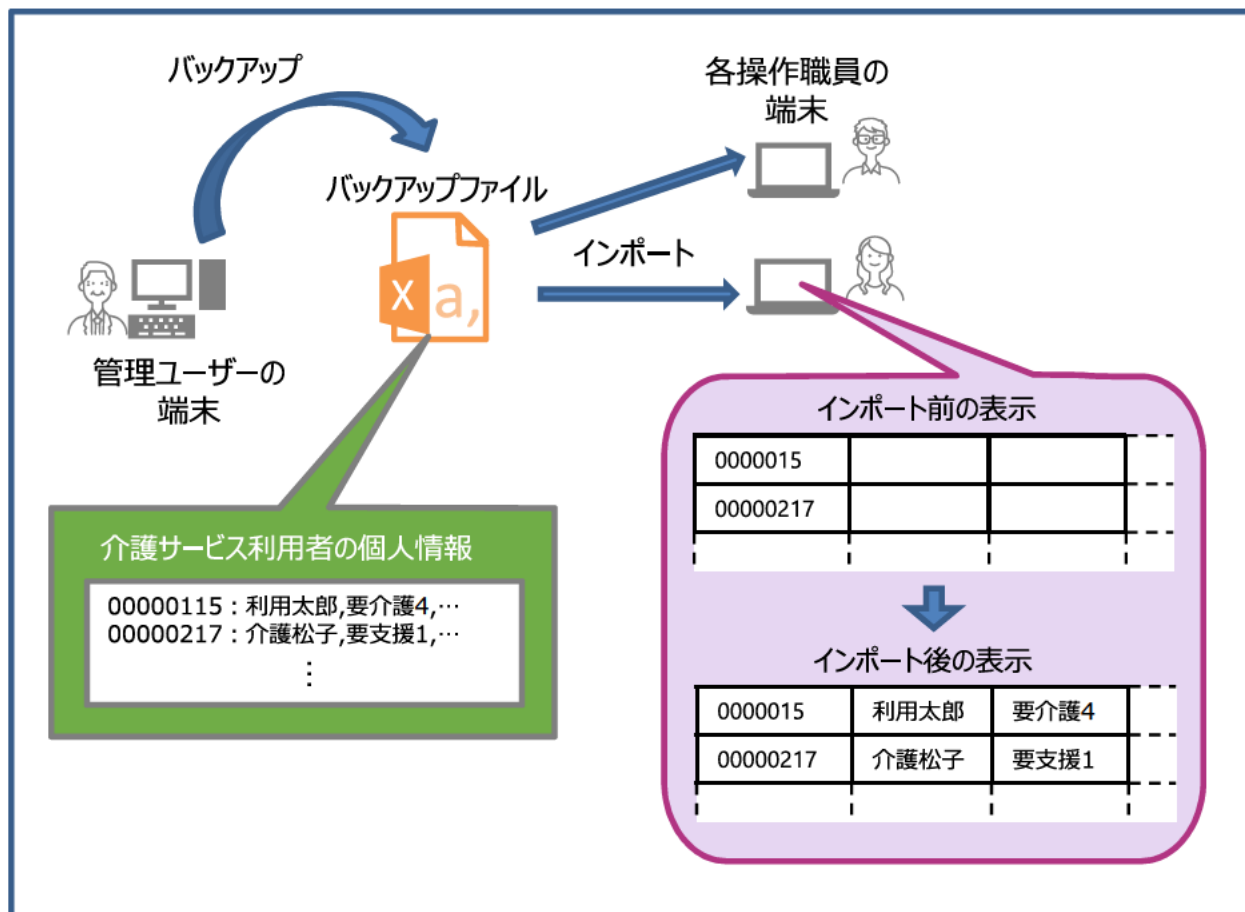 バックアップ
各操作職員の
端末
バックアップファイル
インポート
X a,
管理ユーザーの
端末
介護サービス利用者の個人情報
00000115 : 利用太郎,要介護4,…
00000217 : 介護松子,要支援1,…
⋮
インポート前の表示
0000015
00000217
インポート後の表示
0000015 利用太郎 要介護4
00000217 介護松子 要支援1